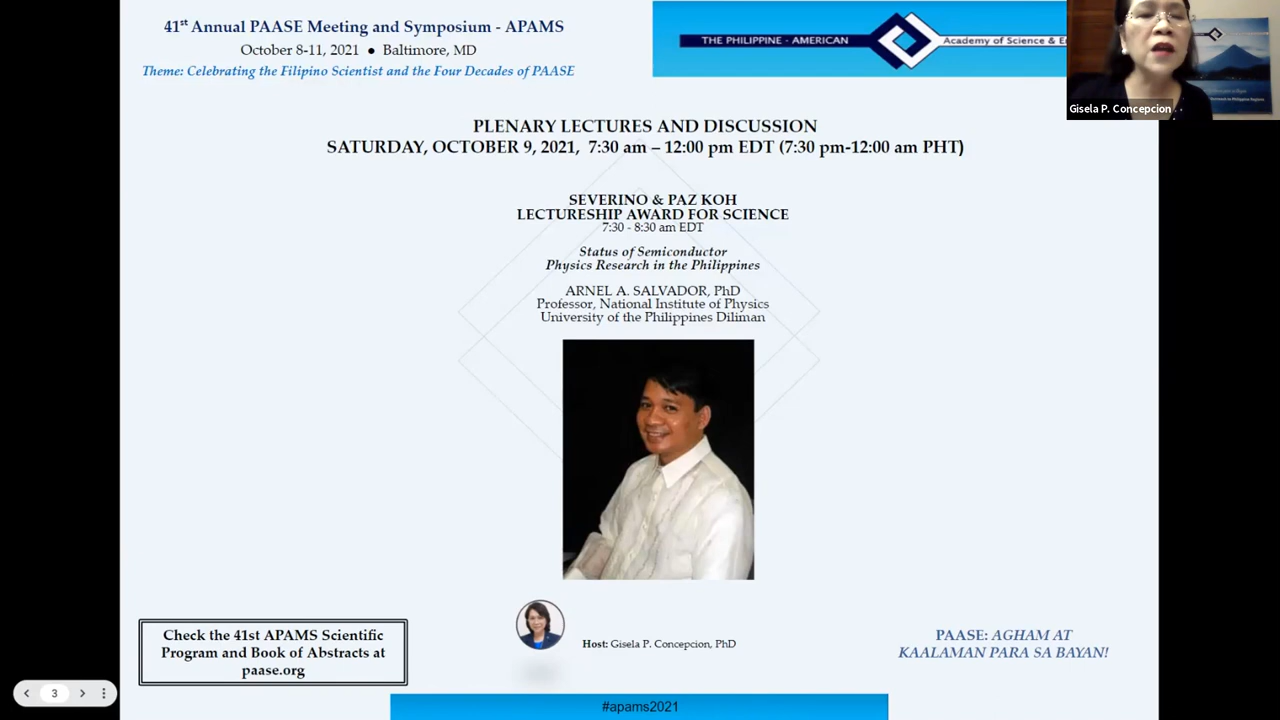 41st Annual PAASE Meeting and Symposium - APAMS
October 8-11, 2021 ● Baltimore, MD
Theme: Celebrating the Filipino Scientist and the Four Decades of PAASE
THE PHILIPPINE - AMERICAN
Academy of Science & En
Gisela P. Concepcion
PLENARY LECTURES AND DISCUSSION
SATURDAY, OCTOBER 9, 2021, 7:30 am – 12:00 pm EDT (7:30 pm-12:00 am PHT)
SEVERINO & PAZ KOH
LECTURESHIP AWARD FOR SCIENCE
7:30 - 8:30 am EDT
Status of Semiconductor
Physics Research in the Philippines
ARNEL A. SALVADOR, PhD
Professor, National Institute of Physics
University of the Philippines Diliman
Host: Gisela P. Concepcion, PhD
Check the 41st APAMS Scientific
Program and Book of Abstracts at
paase.org
PAASE: AGHAM AT
KAALAMAN PARA SA BAYAN!
3
#apams2021